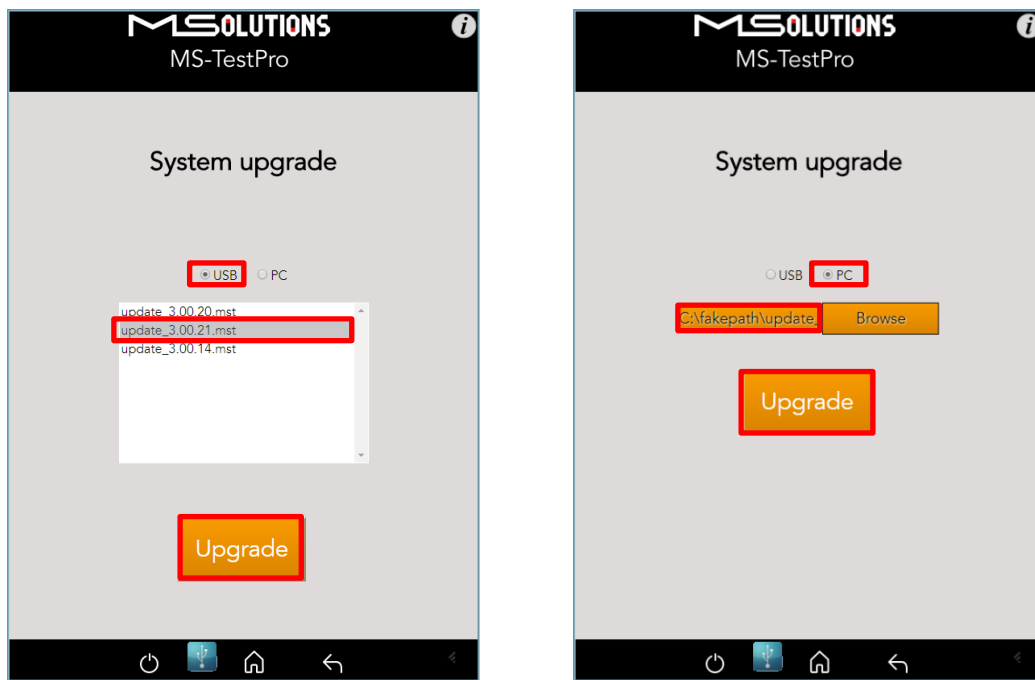 MSOLUTIONS
MS-TestPro
i
System upgrade
USB PC
update_3.00.20.mst
update_3.00.21.mst
update_3.00.14.mst
Upgrade
MSOLUTIONS
MS-TestPro
i
System upgrade
USB PC
C:\fakepath\update_
Browse
Upgrade